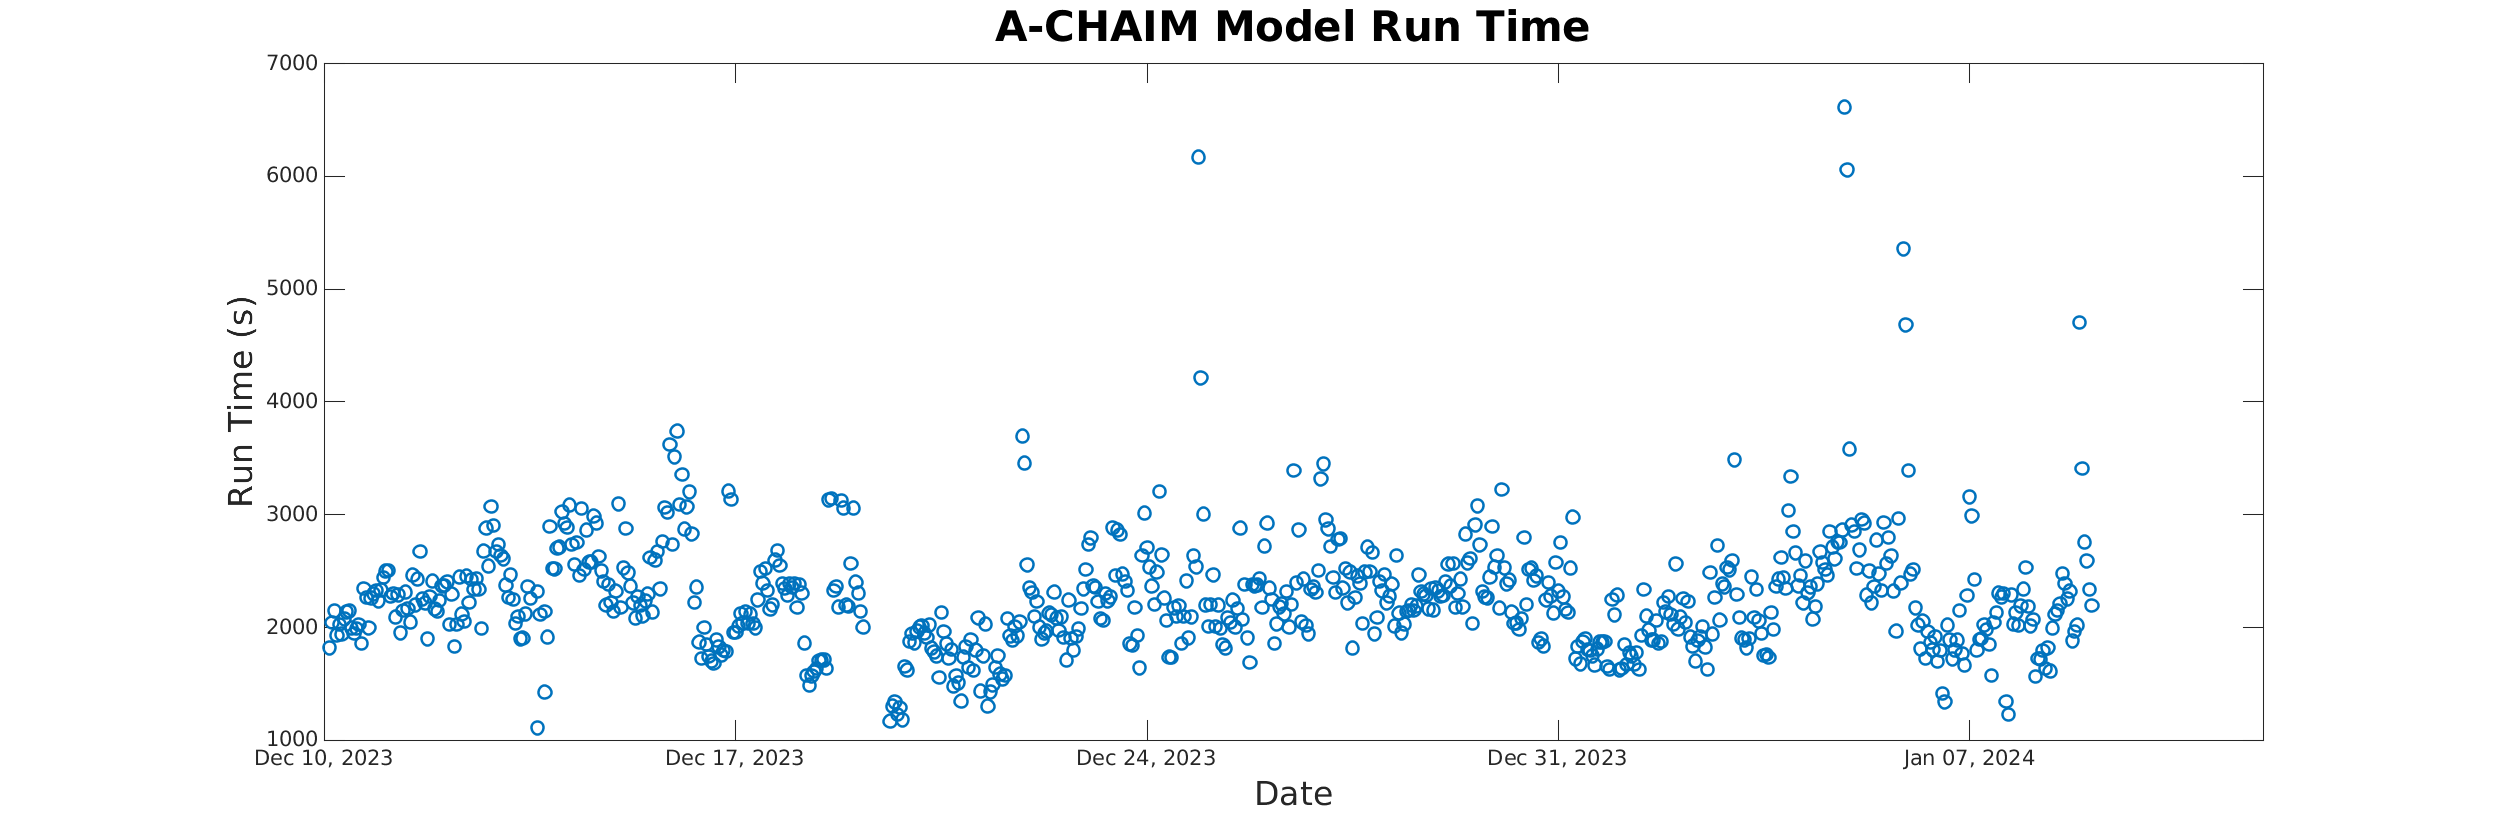 A-CHAIM Model Run Time
7000
6000
5000
4000
3000
2000
1000
Run Time (s)
Dec 10, 2023
Dec 17, 2023
Dec 24, 2023
Dec 31, 2023
Jan 07, 2024
Date